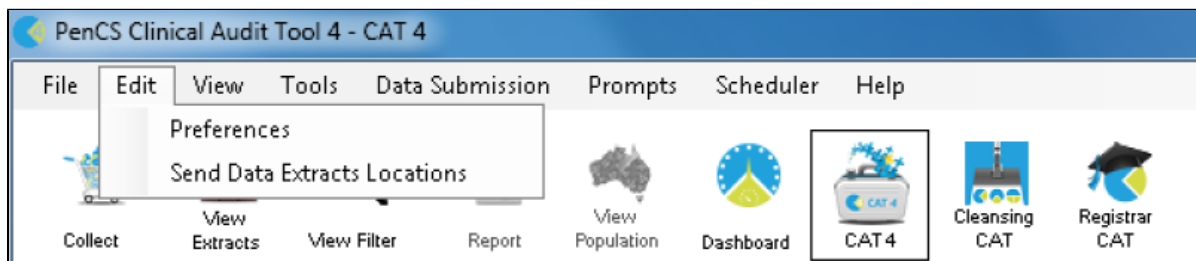 PenCS Clinical Audit Tool 4 - CAT 4
File Edit View Tools Data Submission Prompts Scheduler Help
Preferences
Send Data Extracts Locations
CAT 4
Collect
View
Extracts
View Filter
Report
View
Population
Dashboard
CAT 4
Cleansing
CAT
Registrar
CAT